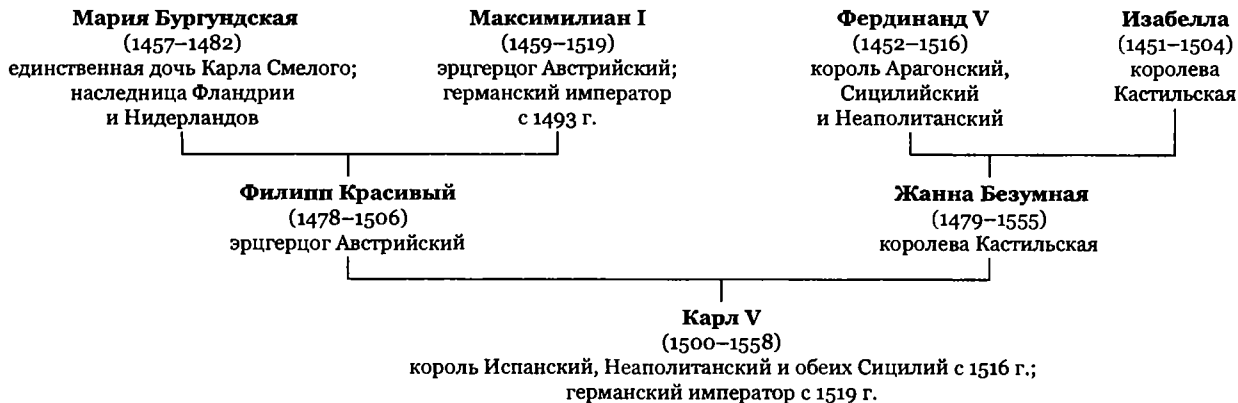 Мария Бургундская
(1457–1482)
единственная дочь Карла Смелого;
наследница Фландрии
и Нидерландов
Максимилиан I
(1459–1519)
эрцгерцог Австрийский;
германский император
с 1493 г.
Фердинанд V
(1452–1516)
король Арагонский,
Сицилийский
и Неаполитанский
Изабелла
(1451–1504)
королева
Кастильская
Филипп Красивый
(1478–1506)
эрцгерцог Австрийский
Жанна Безумная
(1479–1555)
королева Кастильская
Карл V
(1500–1558)
король Испанский, Неаполитанский и обеих Сицилий с 1516 г.;
германский император с 1519 г.